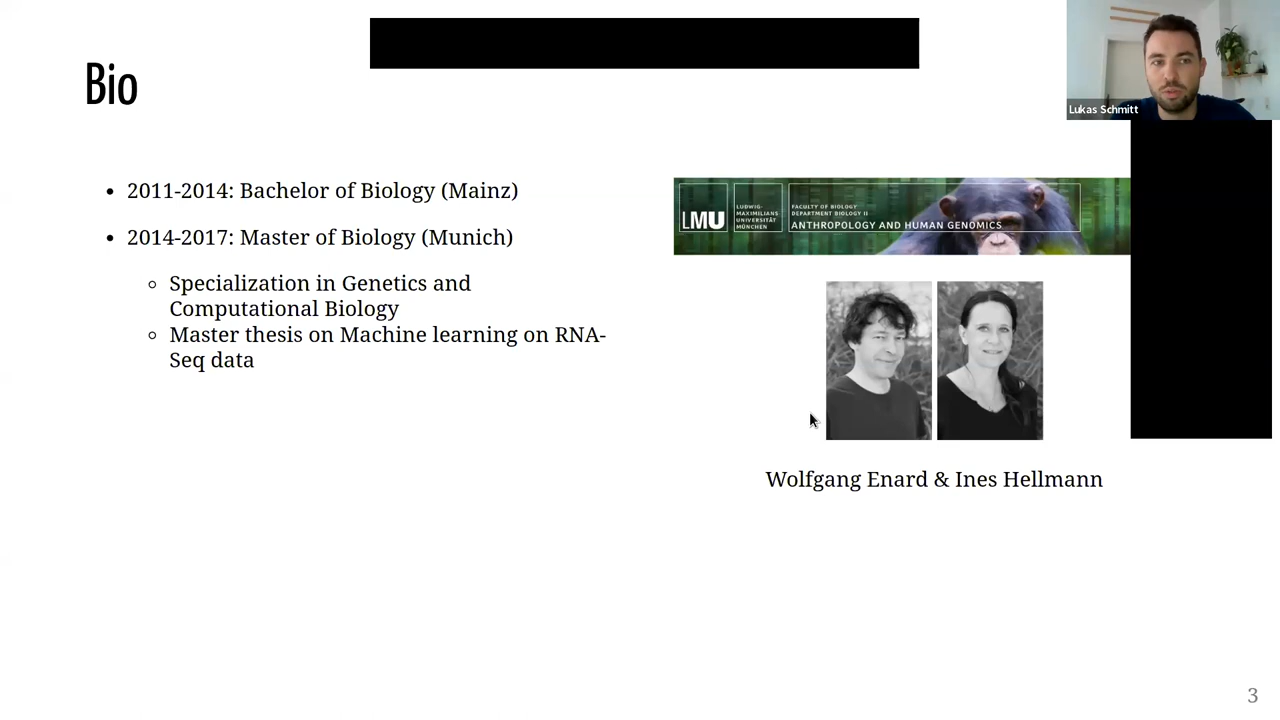 Bio
Lukas Schmitt
2011-2014: Bachelor of Biology (Mainz)
2014-2017: Master of Biology (Munich)
Specialization in Genetics and
Computational Biology
Master thesis on Machine learning on RNA-
Seq data
LMU
LUDWIG-
MAXIMILIANS-
UNIVERSITÄT
MÜNCHEN
FACULTY OF BIOLOGY
DEPARTMENT BIOLOGY II
ANTHROPOLOGY AND HUMAN GENOMICS
Wolfgang Enard & Ines Hellmann
3